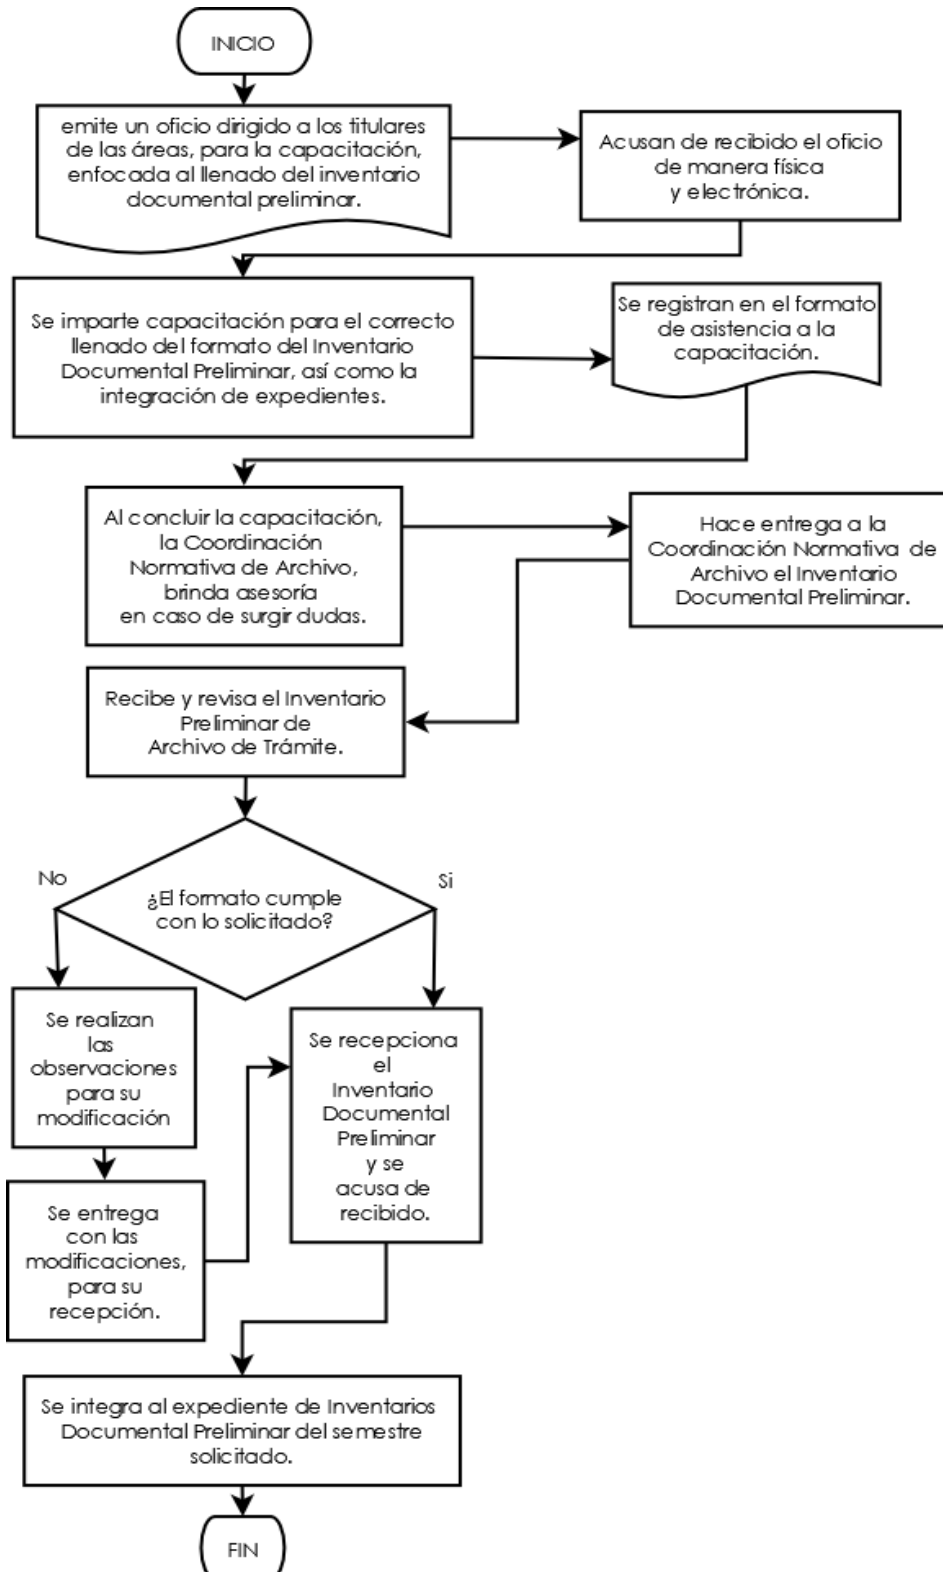 INICIO
emite un oficio dirigido a los titulares
de las áreas, para la capacitación,
enfocada al llenado del inventario
documental preliminar.
Acusan de recibido el oficio
de manera física
y electrónica.
Se imparte capacitación para el correcto
llenado del formato del Inventario
Documental Preliminar, así como la
integración de expedientes.
Se registran en el formato
de asistencia a la
capacitación.
Al concluir la capacitación,
la Coordinación
Normativa de Archivo,
brinda asesoría
en caso de surgir dudas.
Hace entrega a la
Coordinación Normativa de
Archivo el Inventario
Documental Preliminar.
Recibe y revisa el Inventario
Preliminar de
Archivo de Trámite.
¿El formato cumple
con lo solicitado?
No
Si
Se realizan
las
observaciones
para su
modificación
Se entrega
con las
modificaciones,
para su
recepción.
Se recepciona
el
Inventario
Documental
Preliminar
y se
acusa de
recibido.
Se integra al expediente de Inventarios
Documental Preliminar del semestre
solicitado.
FIN